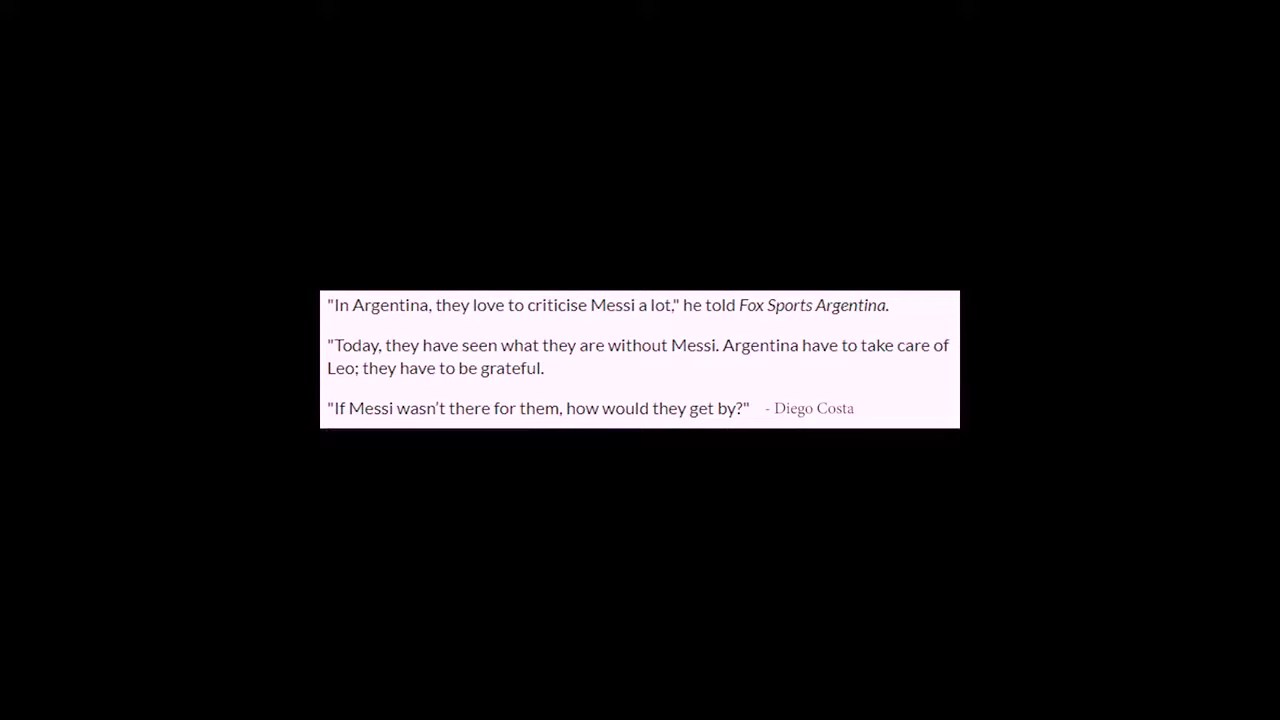 "In Argentina, they love to criticise Messi a lot," he told Fox Sports Argentina.
"Today, they have seen what they are without Messi. Argentina have to take care of
Leo; they have to be grateful.
"If Messi wasn't there for them, how would they get by?" - Diego Costa